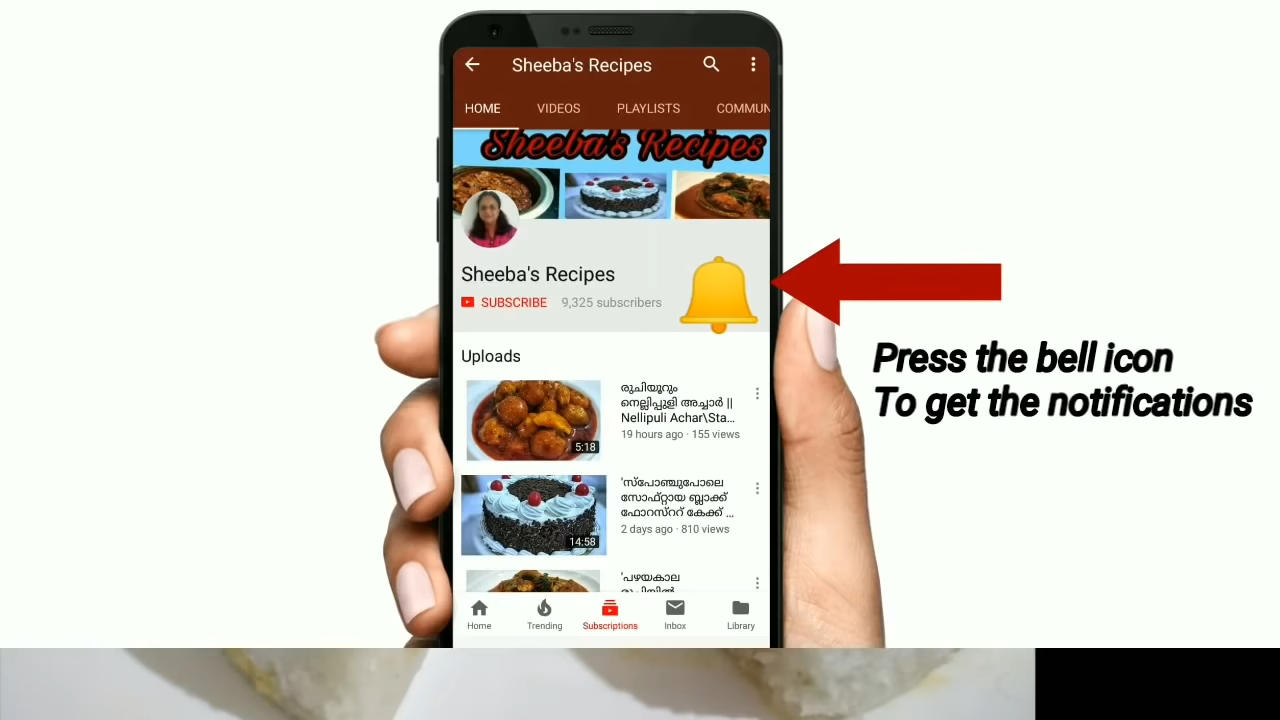 Sheeba's Recipes
HOME VIDEOS PLAYLISTS COMMUN
Sheeba's Recipes
Sheeba's Recipes
SUBSCRIBE 9,325 subscribers
Press the bell icon
To get the notifications
Uploads
രുചിയൂറും
നെല്ലിപ്പുളി അച്ചാർ ||
Nellipuli Achar\Sta...
19 hours ago · 155 views
5:18
'സ്പോഞ്ചുപോലെ
സോഫ്റ്റായ ബ്ലാക്ക്
ഫോറസ്ററ് കേക്ക് ...
2 days ago · 810 views
14:58
'പഴയകാല
രുചിയിൽ
Home Trending Subscriptions Inbox Library